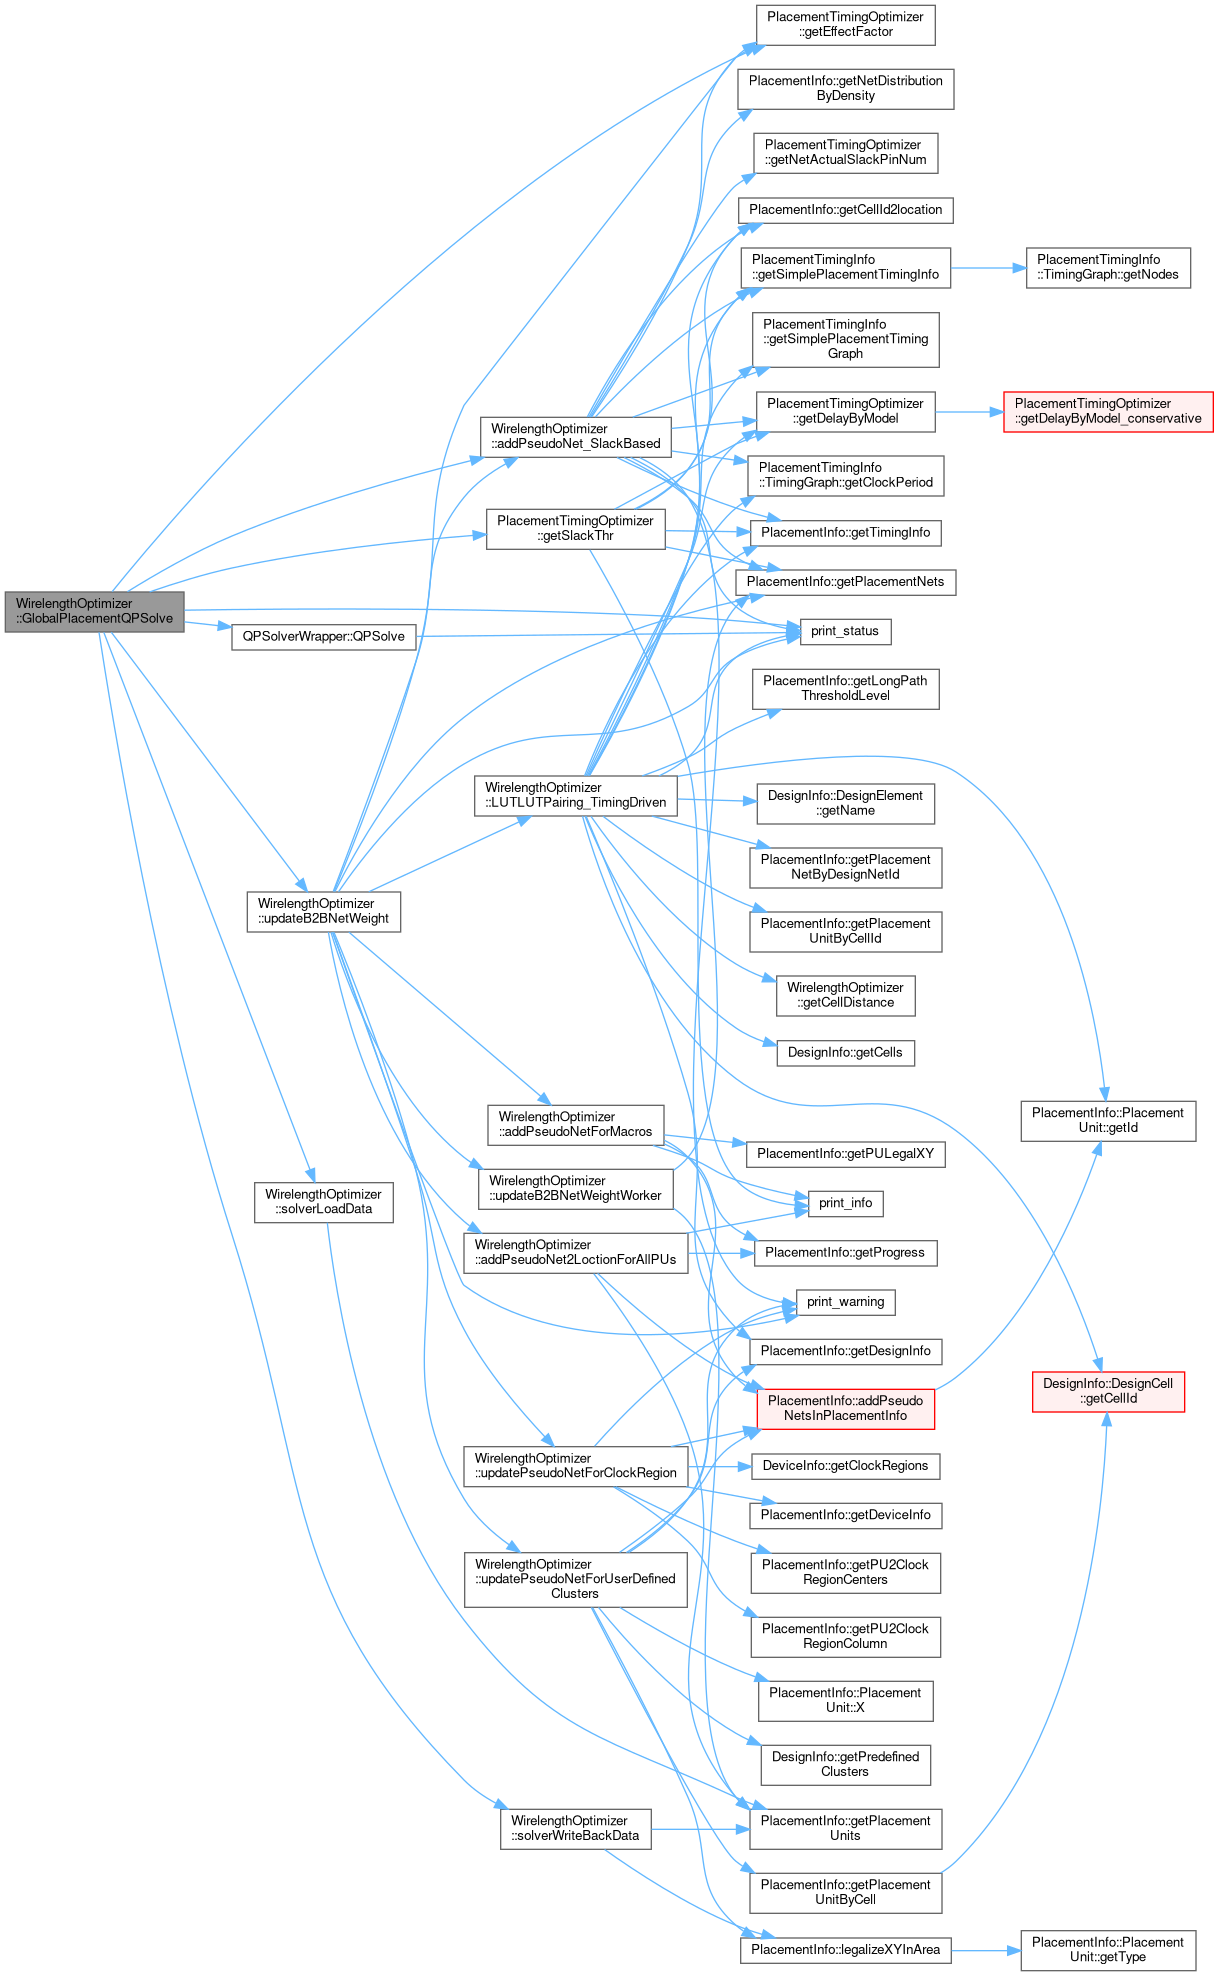 WirelengthOptimizer
::GlobalPlacementQPSolve
PlacementTimingOptimizer
::getEffectFactor
WirelengthOptimizer
::addPseudoNet_SlackBased
PlacementInfo::getNetDistribution
ByDensity
PlacementTimingOptimizer
::getNetActualSlackPinNum
PlacementInfo::getCellId2location
PlacementTimingInfo
::getSimplePlacementTimingInfo
PlacementTimingInfo
::TimingGraph::getNodes
PlacementTimingInfo
::getSimplePlacementTiming
Graph
PlacementTimingOptimizer
::getDelayByModel
PlacementTimingOptimizer
::getDelayByModel_conservative
PlacementTimingInfo
::TimingGraph::getClockPeriod
PlacementTimingOptimizer
::getSlackThr
PlacementInfo::getTimingInfo
PlacementInfo::getPlacementNets
QPSolverWrapper::QPSolve
print_status
PlacementInfo::getLongPath
ThresholdLevel
WirelengthOptimizer
::LUTLUTPairing_TimingDriven
DesignInfo::DesignElement
::getName
PlacementInfo::getPlacement
NetByDesignNetId
WirelengthOptimizer
::updateB2BNetWeight
PlacementInfo::getPlacement
UnitByCellId
WirelengthOptimizer
::getCellDistance
DesignInfo::getCells
WirelengthOptimizer
::addPseudoNetForMacros
PlacementInfo::Placement
Unit::getId
PlacementInfo::getPULegalXY
WirelengthOptimizer
::updateB2BNetWeightWorker
WirelengthOptimizer
::solverLoadData
print_info
WirelengthOptimizer
::addPseudoNet2LoctionForAllPUs
PlacementInfo::getProgress
print_warning
PlacementInfo::getDesignInfo
PlacementInfo::addPseudo
NetsInPlacementInfo
DesignInfo::DesignCell
::getCellId
WirelengthOptimizer
::updatePseudoNetForClockRegion
DeviceInfo::getClockRegions
PlacementInfo::getDeviceInfo
WirelengthOptimizer
::updatePseudoNetForUserDefined
Clusters
PlacementInfo::getPU2Clock
RegionCenters
PlacementInfo::getPU2Clock
RegionColumn
PlacementInfo::Placement
Unit::X
DesignInfo::getPredefined
Clusters
WirelengthOptimizer
::solverWriteBackData
PlacementInfo::getPlacement
Units
PlacementInfo::getPlacement
UnitByCell
PlacementInfo::legalizeXYInArea
PlacementInfo::Placement
Unit::getType